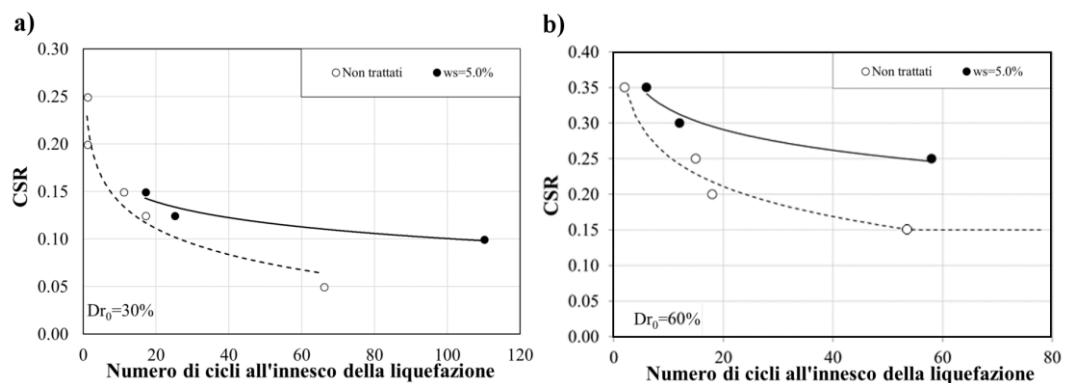 a)
0.30
0.25
0.20
0.15
0.10
0.05
0.00
CSR
Non trattati ws=5.0%
Dr0=30%
0 20 40 60 80 100 120
Numero di cicli all'innesco della liquefazione
b)
0.40
0.35
0.30
0.25
0.20
0.15
0.10
0.05
0.00
CSR
Non trattati ws=5.0%
Dr0=60%
0 20 40 60 80
Numero di cicli all'innesco della liquefazione